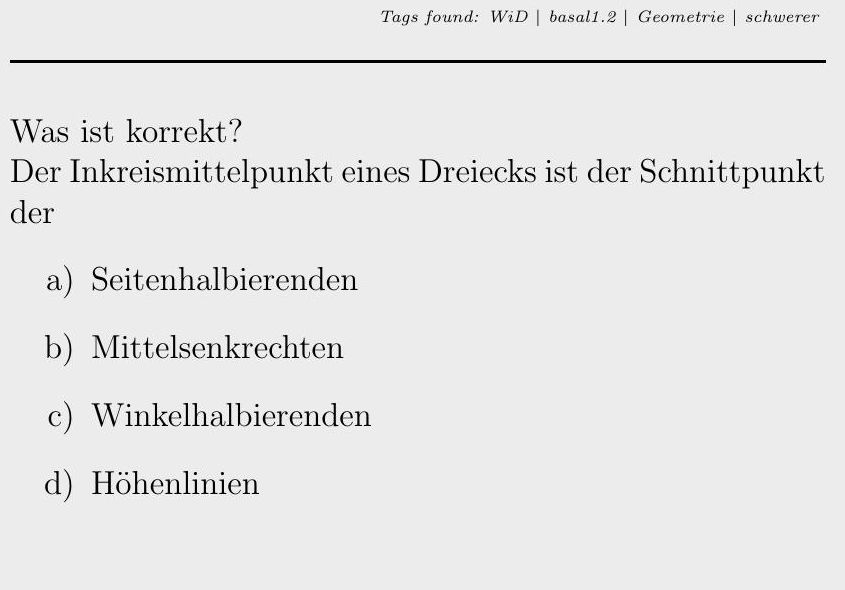 Tags found: WiD | basal1.2 | Geometrie | schwerer
Was ist korrekt?
Der Inkreismittelpunkt eines Dreiecks ist der Schnittpunkt
der
a) Seitenhalbierenden
b) Mittelsenkrechten
c) Winkelhalbierenden
d) Höhenlinien